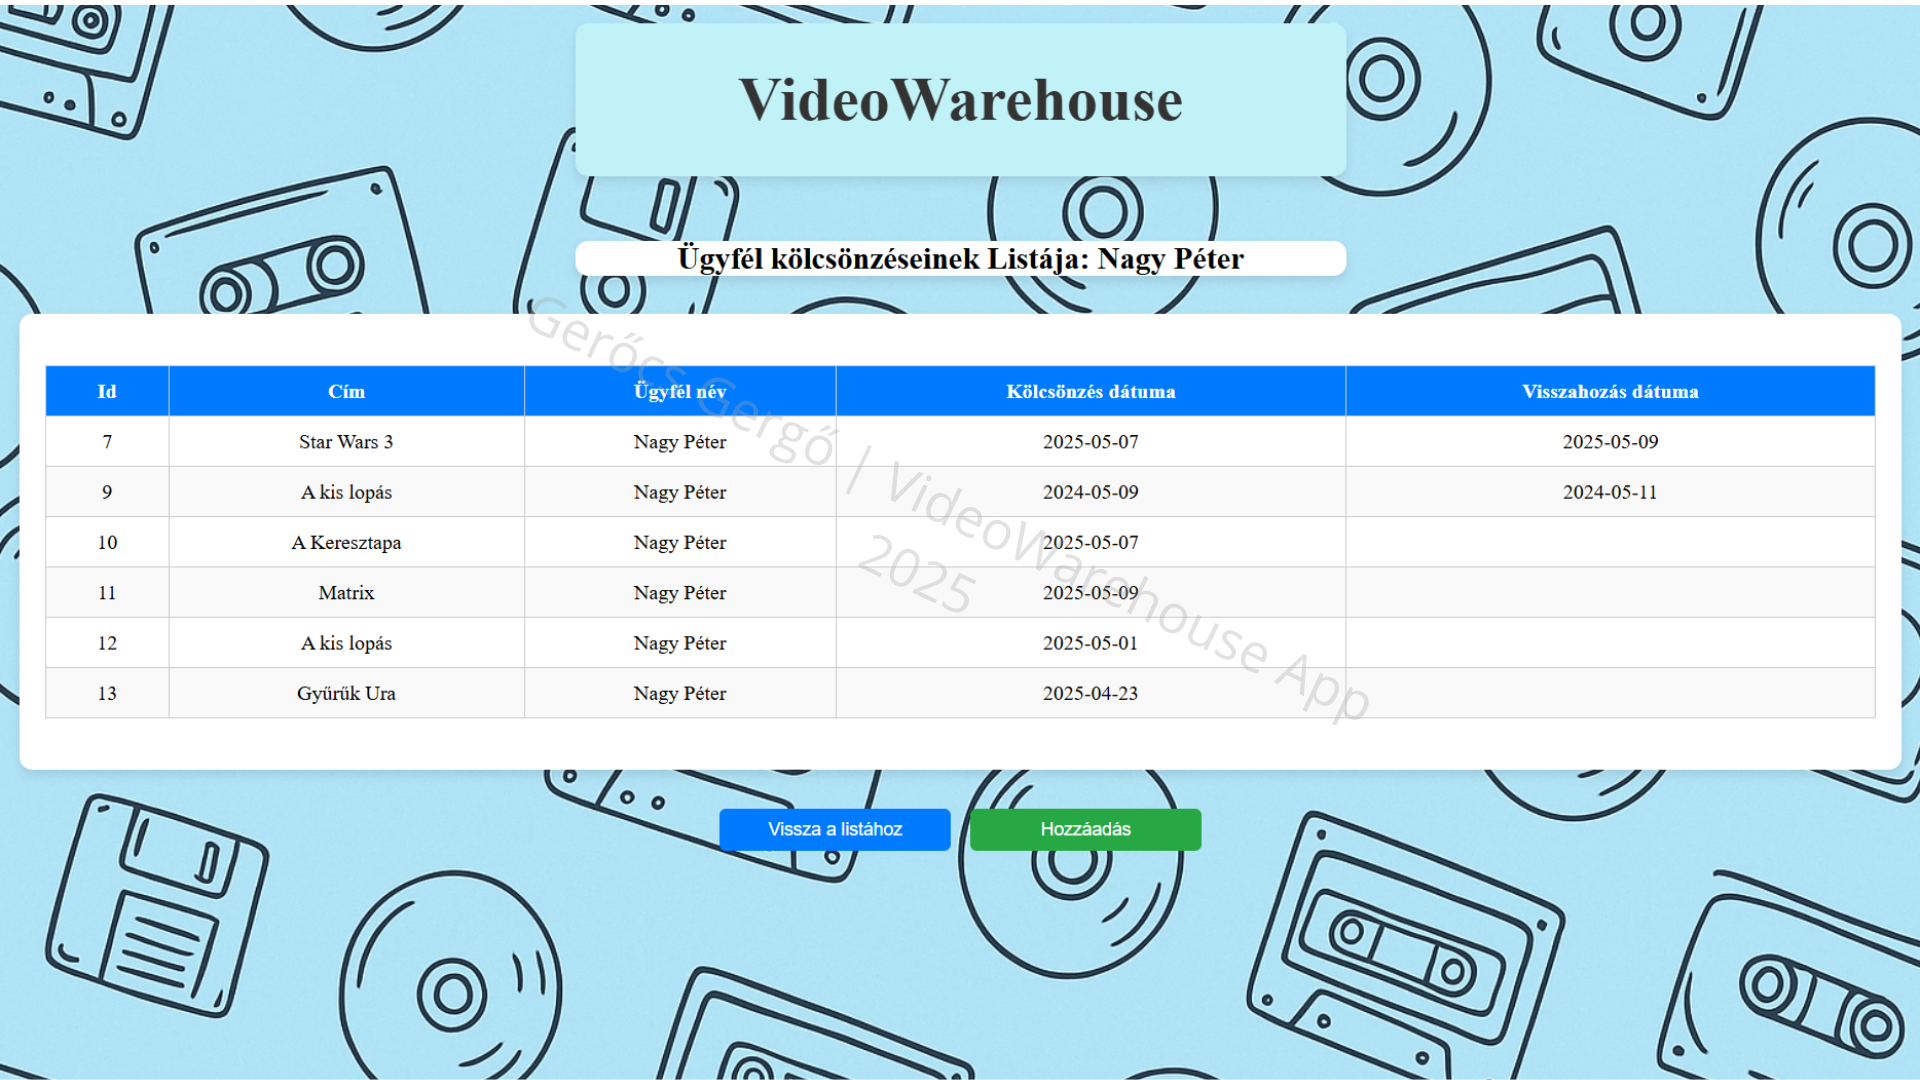 VideoWarehouse
Ügyfél kölcsönzéseinek Listája: Nagy Péter
Id Cím Ügyfél név Kölcsönzés dátuma Visszahozás dátuma
7 Star Wars 3 Nagy Péter 2025-05-07 2025-05-09
9 A kis lopás Nagy Péter 2024-05-09 2024-05-11
10 A Keresztapa Nagy Péter 2025-05-07
11 Matrix Nagy Péter 2025-05-09
12 A kis lopás Nagy Péter 2025-05-01
13 Gyűrűk Ura Nagy Péter 2025-04-23
Gerőcs Gergő | VideoWarehouse App
2025
Vissza a listához Hozzáadás